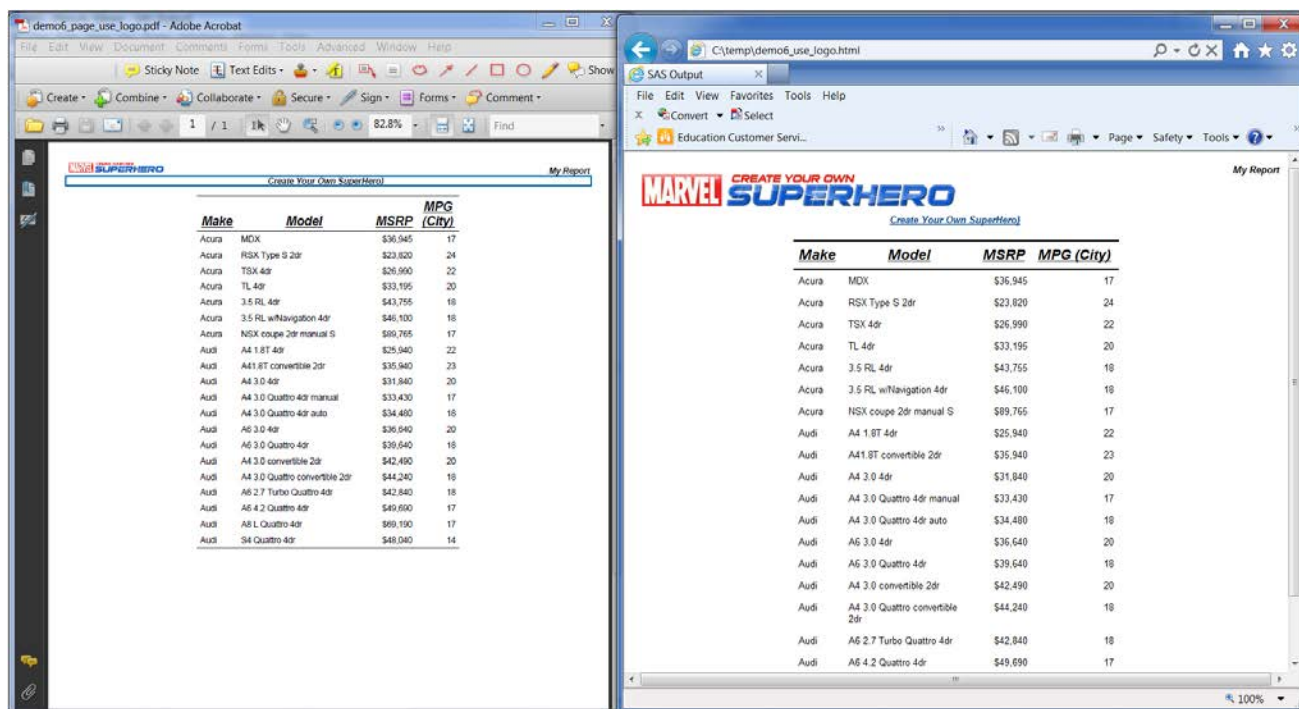 demo6_page_use_logo.pdf - Adobe Acrobat
File Edit View Document Comments Forms Tools Advanced Window Help
Sticky Note Text Edits Show
Create Combine Collaborate Secure Sign Forms Comment
1 / 1 82.8% Find
MARVEL CREATE YOUR OWN SUPERHERO
My Report
Create Your Own SuperHero!
Make Model MSRP MPG (City)
Acura MDX $36,945 17
Acura RSX Type S 2dr $23,820 24
Acura TSX 4dr $26,990 22
Acura TL 4dr $33,195 20
Acura 3.5 RL 4dr $43,755 18
Acura 3.5 RL w/Navigation 4dr $46,100 18
Acura NSX coupe 2dr manual S $89,765 17
Audi A4 1.8T 4dr $25,940 22
Audi A41.8T convertible 2dr $35,940 23
Audi A4 3.0 4dr $31,840 20
Audi A4 3.0 Quattro 4dr manual $33,430 17
Audi A4 3.0 Quattro 4dr auto $34,480 18
Audi A6 3.0 4dr $36,640 20
Audi A6 3.0 Quattro 4dr $39,640 18
Audi A4 3.0 convertible 2dr $42,490 20
Audi A4 3.0 Quattro convertible 2dr $44,240 18
Audi A6 2.7 Turbo Quattro 4dr $42,840 18
Audi A6 4.2 Quattro 4dr $49,690 17
Audi A8 L Quattro 4dr $69,190 17
Audi S4 Quattro 4dr $48,040 14
C:\temp\demo6_use_logo.html
SAS Output
File Edit View Favorites Tools Help
x Convert Select
Education Customer Servi... Page Safety Tools
My Report
MARVEL CREATE YOUR OWN
SUPERHERO
Create Your Own SuperHero!
Make Model MSRP MPG (City)
Acura MDX $36,945 17
Acura RSX Type S 2dr $23,820 24
Acura TSX 4dr $26,990 22
Acura TL 4dr $33,195 20
Acura 3.5 RL 4dr $43,755 18
Acura 3.5 RL w/Navigation 4dr $46,100 18
Acura NSX coupe 2dr manual S $89,765 17
Audi A4 1.8T 4dr $25,940 22
Audi A41.8T convertible 2dr $35,940 23
Audi A4 3.0 4dr $31,840 20
Audi A4 3.0 Quattro 4dr manual $33,430 17
Audi A4 3.0 Quattro 4dr auto $34,480 18
Audi A6 3.0 4dr $36,640 20
Audi A6 3.0 Quattro 4dr $39,640 18
Audi A4 3.0 convertible 2dr $42,490 20
Audi A4 3.0 Quattro convertible $44,240 18
2dr
Audi A6 2.7 Turbo Quattro 4dr $42,840 18
Audi A6 4.2 Quattro 4dr $49,690 17
100%